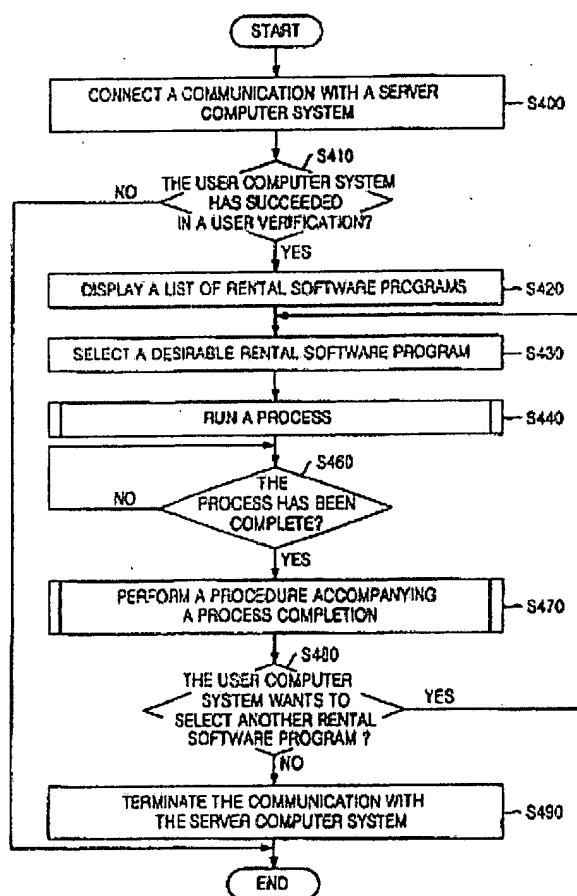 START
CONNECT A COMMUNICATION WITH A SERVER
COMPUTER SYSTEM
S400
S410
NO
THE USER COMPUTER SYSTEM
HAS SUCCEEDED
IN A USER VERIFICATION?
YES
DISPLAY A LIST OF RENTAL SOFTWARE PROGRAMS
S420
SELECT A DESIRABLE RENTAL SOFTWARE PROGRAM
S430
RUN A PROCESS
S440
S460
NO
THE
PROCESS HAS BEEN
COMPLETE?
YES
PERFORM A PROCEDURE ACCOMPANYING
A PROCESS COMPLETION
S470
S480
THE USER COMPUTER
SYSTEM WANTS TO
SELECT ANOTHER RENTAL
SOFTWARE PROGRAM ?
YES
NO
TERMINATE THE COMMUNICATION WITH
THE SERVER COMPUTER SYSTEM
S490
END